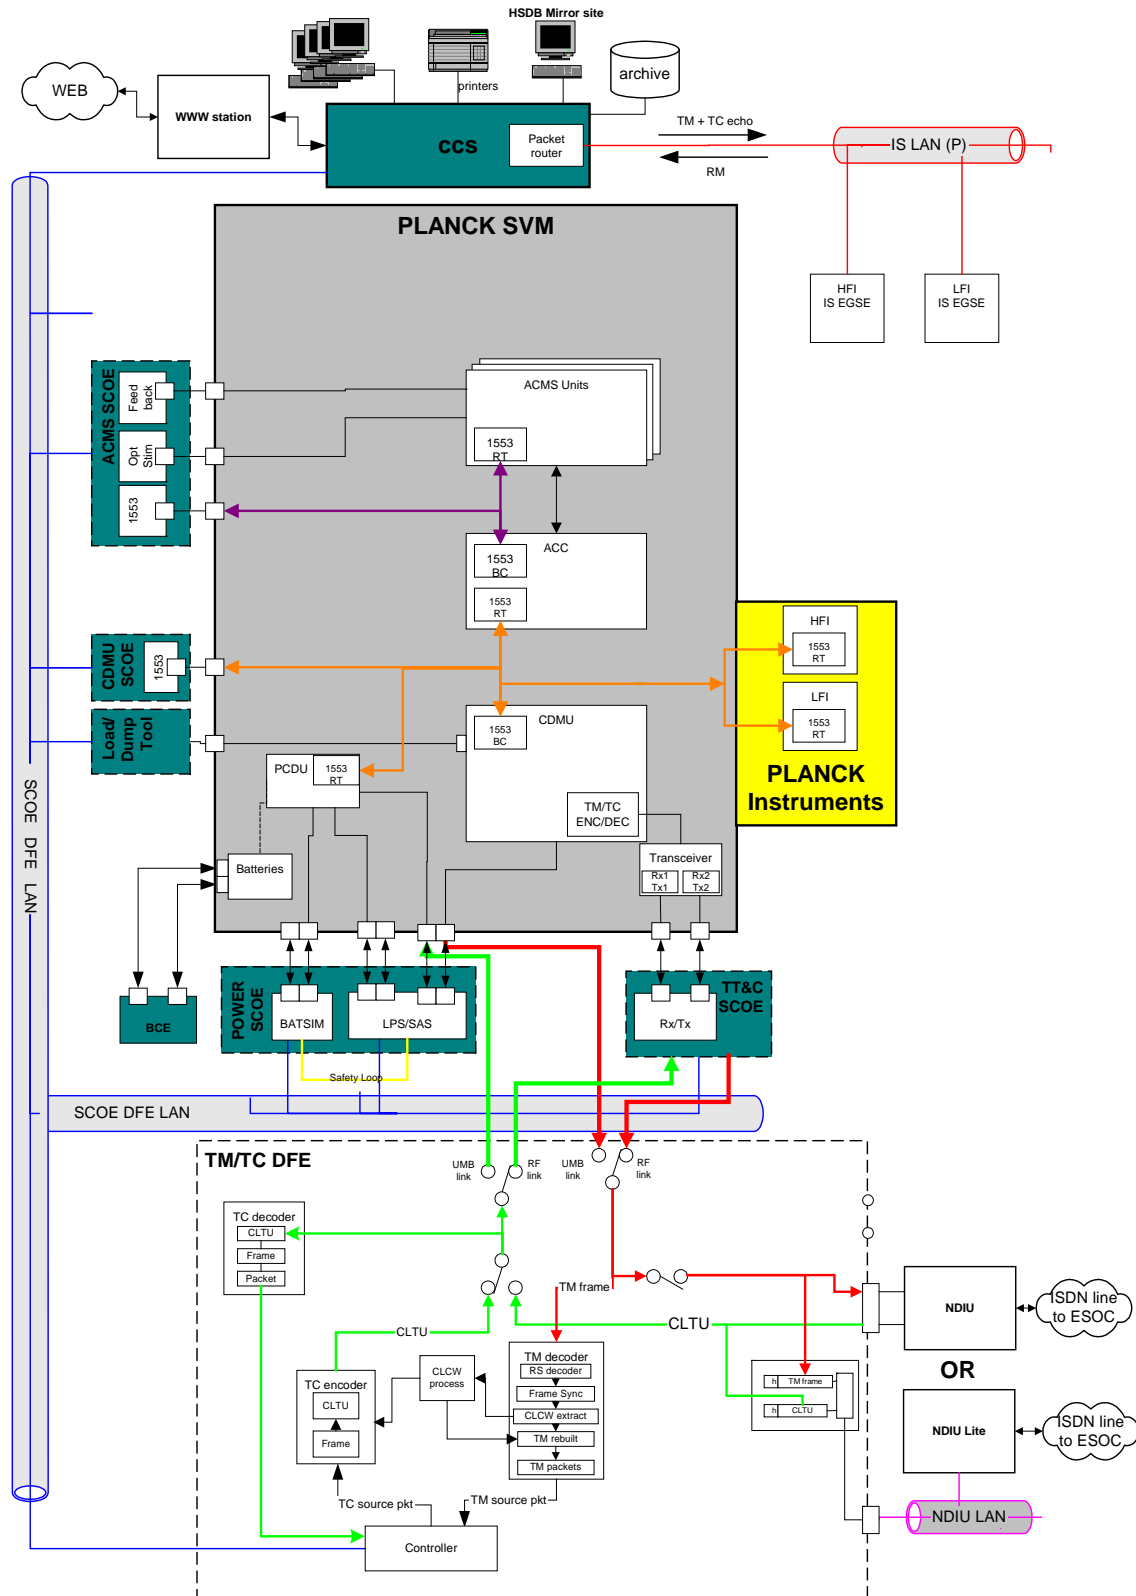 HSDB Mirror site
WEB
WWW station
printers
archive
CCS
Packet
router
TM + TC echo
RM
IS LAN (P)
HFI
IS EGSE
LFI
IS EGSE
PLANCK SVM
ACMS SCOE
Feed
back
Opt
Stim
1553
ACMS Units
1553
RT
ACC
1553
BC
1553
RT
CDMU
SCOE
1553
Load/
Dump
Tool
HFI
1553
RT
LFI
1553
RT
PLANCK
Instruments
CDMU
1553
BC
PCDU
1553
RT
TM/TC
ENC/DEC
Batteries
Transceiver
Rx1
Tx1
Rx2
Tx2
SCOE DFE LAN
BCE
POWER
SCOE
BATSIM
LPS/SAS
Safety Loop
TT&C
SCOE
Rx/Tx
SCOE DFE LAN
TM/TC DFE
UMB
link
RF
link
UMB
link
RF
link
TC decoder
CLTU
Frame
Packet
TM frame
CLTU
CLTU
NDIU
ISDN line
to ESOC
OR
TC encoder
CLTU
Frame
CLCW
process
TM decoder
RS decoder
Frame Sync
CLCW extract
TM rebuilt
TM packets
h
TM frame
h
CLTU
NDIU Lite
ISDN line
to ESOC
TC source pkt
TM source pkt
Controller
NDIU LAN